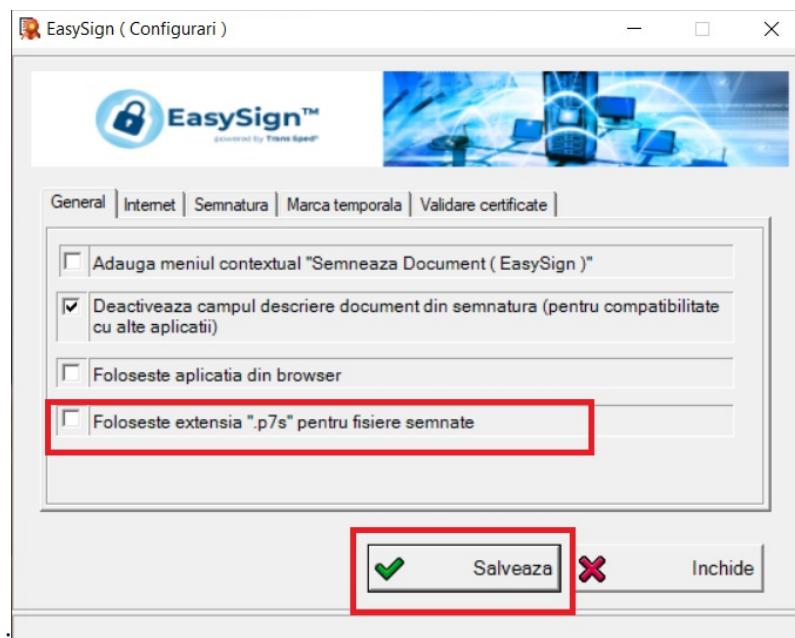 EasySign ( Configurari )
EasySign™
powered by Trans Sped®
General Internet Semnatura Marca temporala Validare certificate
Adauga meniul contextual "Semneaza Document ( EasySign )"
Deactiveaza campul descriere document din semnatura (pentru compatibilitate
cu alte aplicatii)
Foloseste aplicatia din browser
Foloseste extensia ".p7s" pentru fisiere semnate
Salveaza Inchide